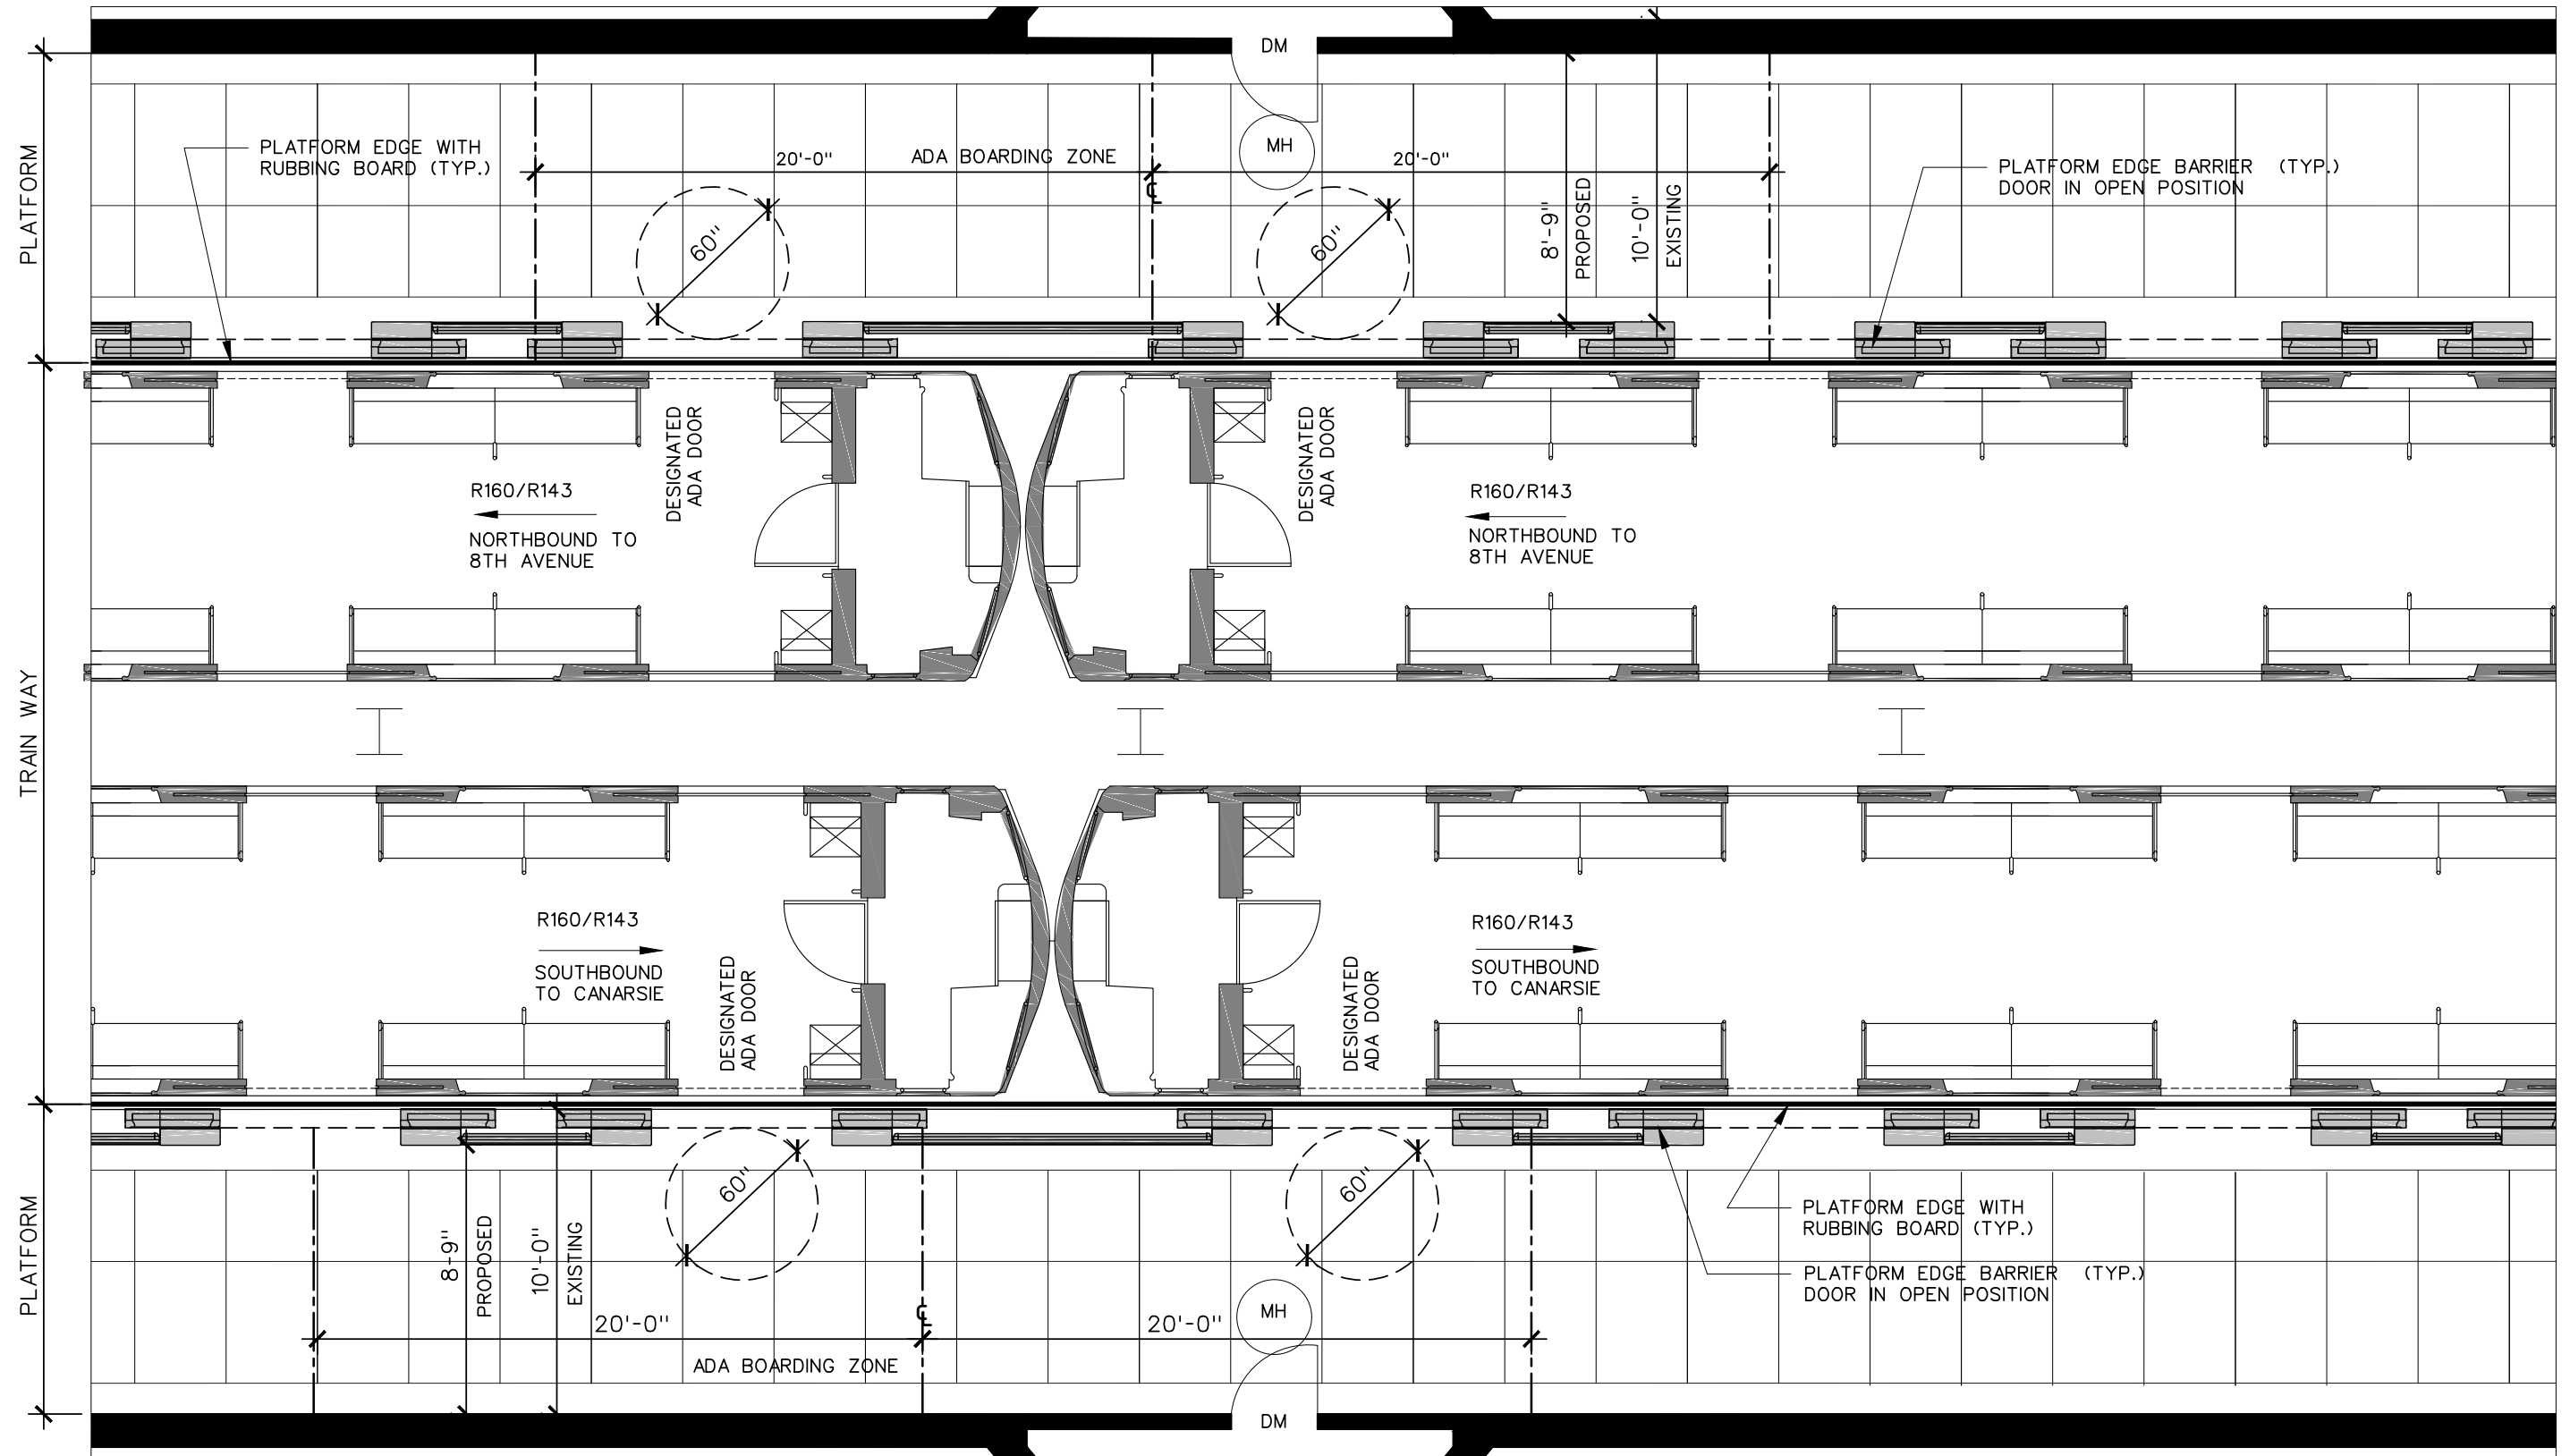 DM
PLATFORM EDGE WITH
RUBBING BOARD (TYP.)
20'-0"
ADA BOARDING ZONE
MH
20'-0"
PLATFORM EDGE BARRIER (TYP.)
DOOR IN OPEN POSITION
PLATFORM
℄
60"
60"
8'-9"
PROPOSED
10'-0"
EXISTING
DESIGNATED
ADA DOOR
DESIGNATED
ADA DOOR
R160/R143
NORTHBOUND TO
8TH AVENUE
R160/R143
NORTHBOUND TO
8TH AVENUE
TRAIN WAY
R160/R143
SOUTHBOUND
TO CANARSIE
DESIGNATED
ADA DOOR
DESIGNATED
ADA DOOR
R160/R143
SOUTHBOUND
TO CANARSIE
PLATFORM
8-9"
PROPOSED
10'-0"
EXISTING
60"
60"
PLATFORM EDGE WITH
RUBBING BOARD (TYP.)
PLATFORM EDGE BARRIER (TYP.)
DOOR IN OPEN POSITION
20'-0"
℄
20'-0"
MH
ADA BOARDING ZONE
DM